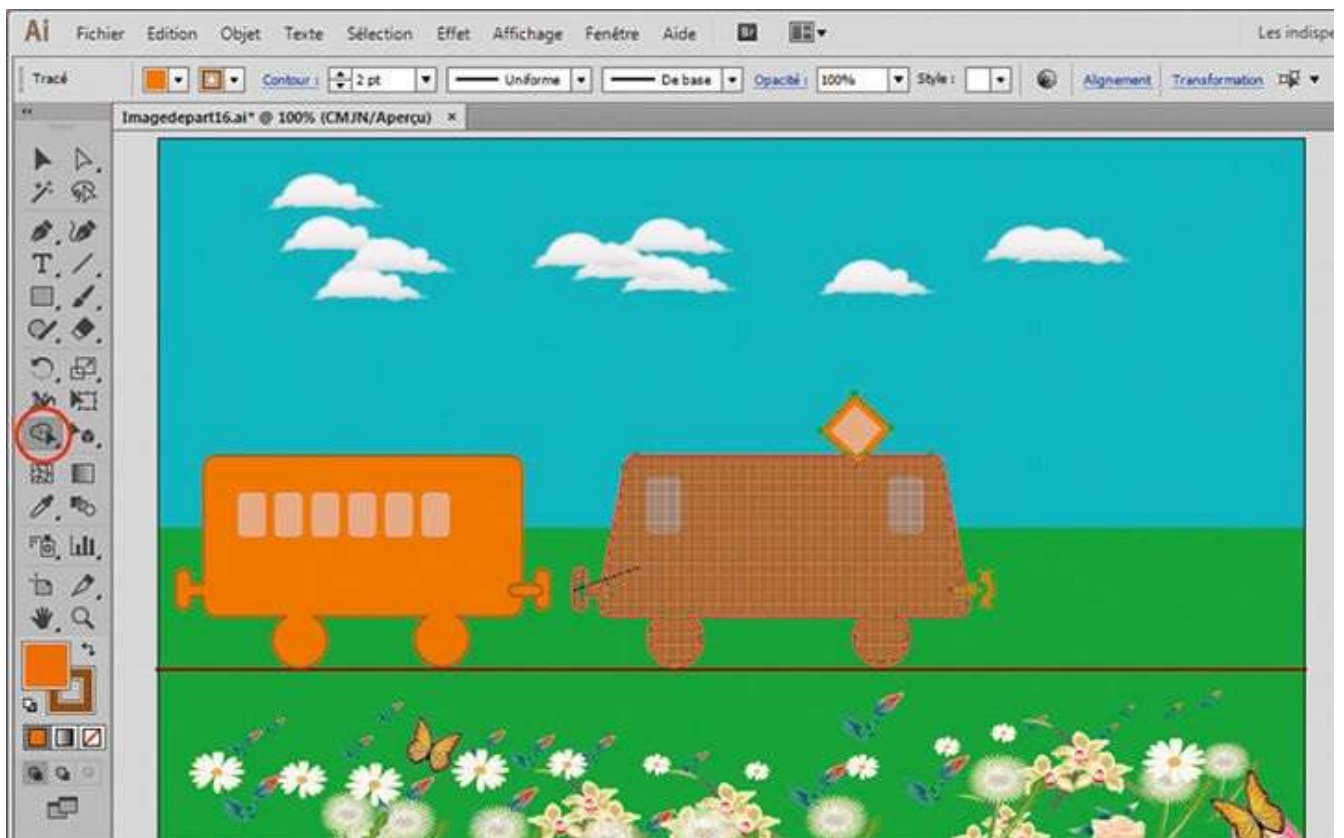 Ai Fichier Edition Objet Texte Sélection Effet Affichage Fenêtre Aide Br Les indispe
Tracé Contour : 2 pt Uniforme De base Opacité : 100% Style : Alignement Transformation
Imagedepart16.ai* @ 100% (CMJN/Aperçu) ×
T